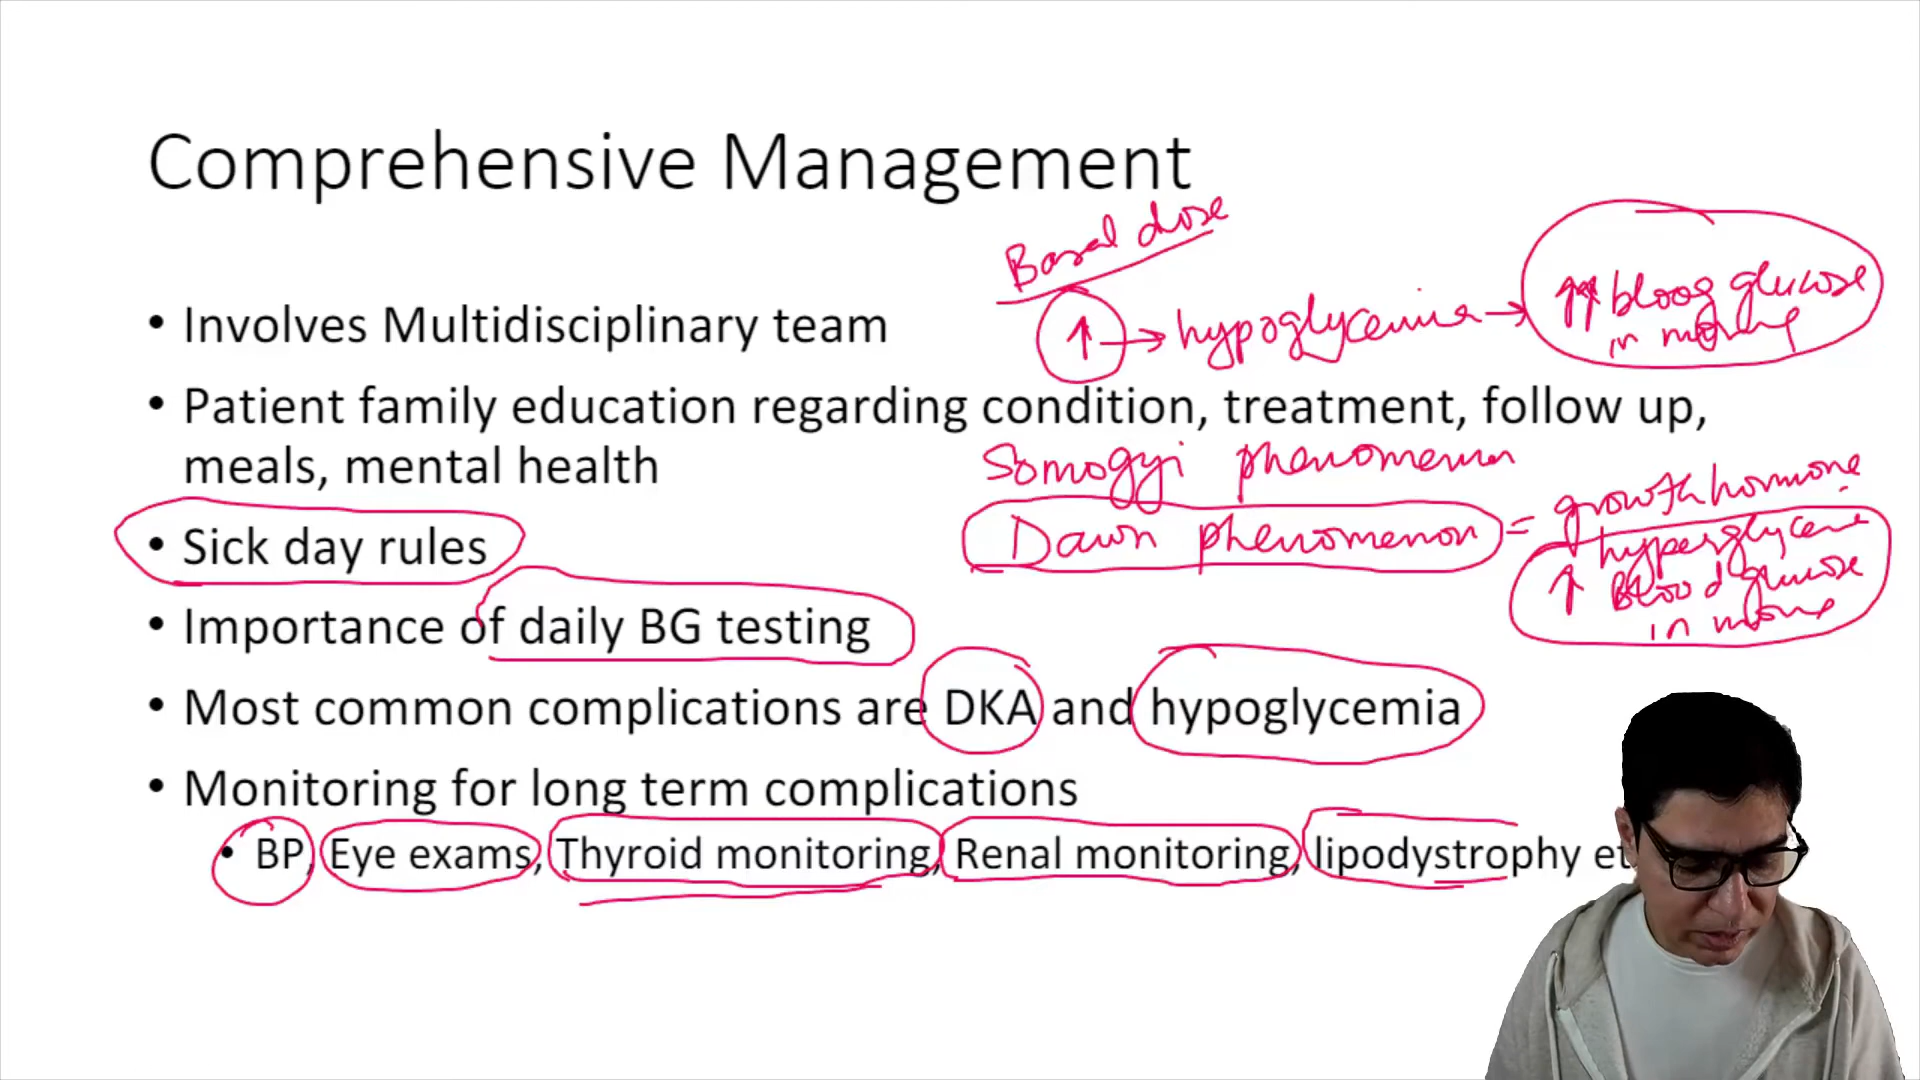 Comprehensive Management
Basal dose
↑ → hypoglycemia → ↑↑ blood glucose
in morning
• Involves Multidisciplinary team
• Patient family education regarding condition, treatment, follow up,
meals, mental health
Somogyi phenomenon
Dawn phenomenon = growth hormone
hyperglycemia
↑ Blood glucose
in
• Sick day rules
• Importance of daily BG testing
• Most common complications are DKA and hypoglycemia
• Monitoring for long term complications
• BP, Eye exams, Thyroid monitoring, Renal monitoring, lipodystrophy